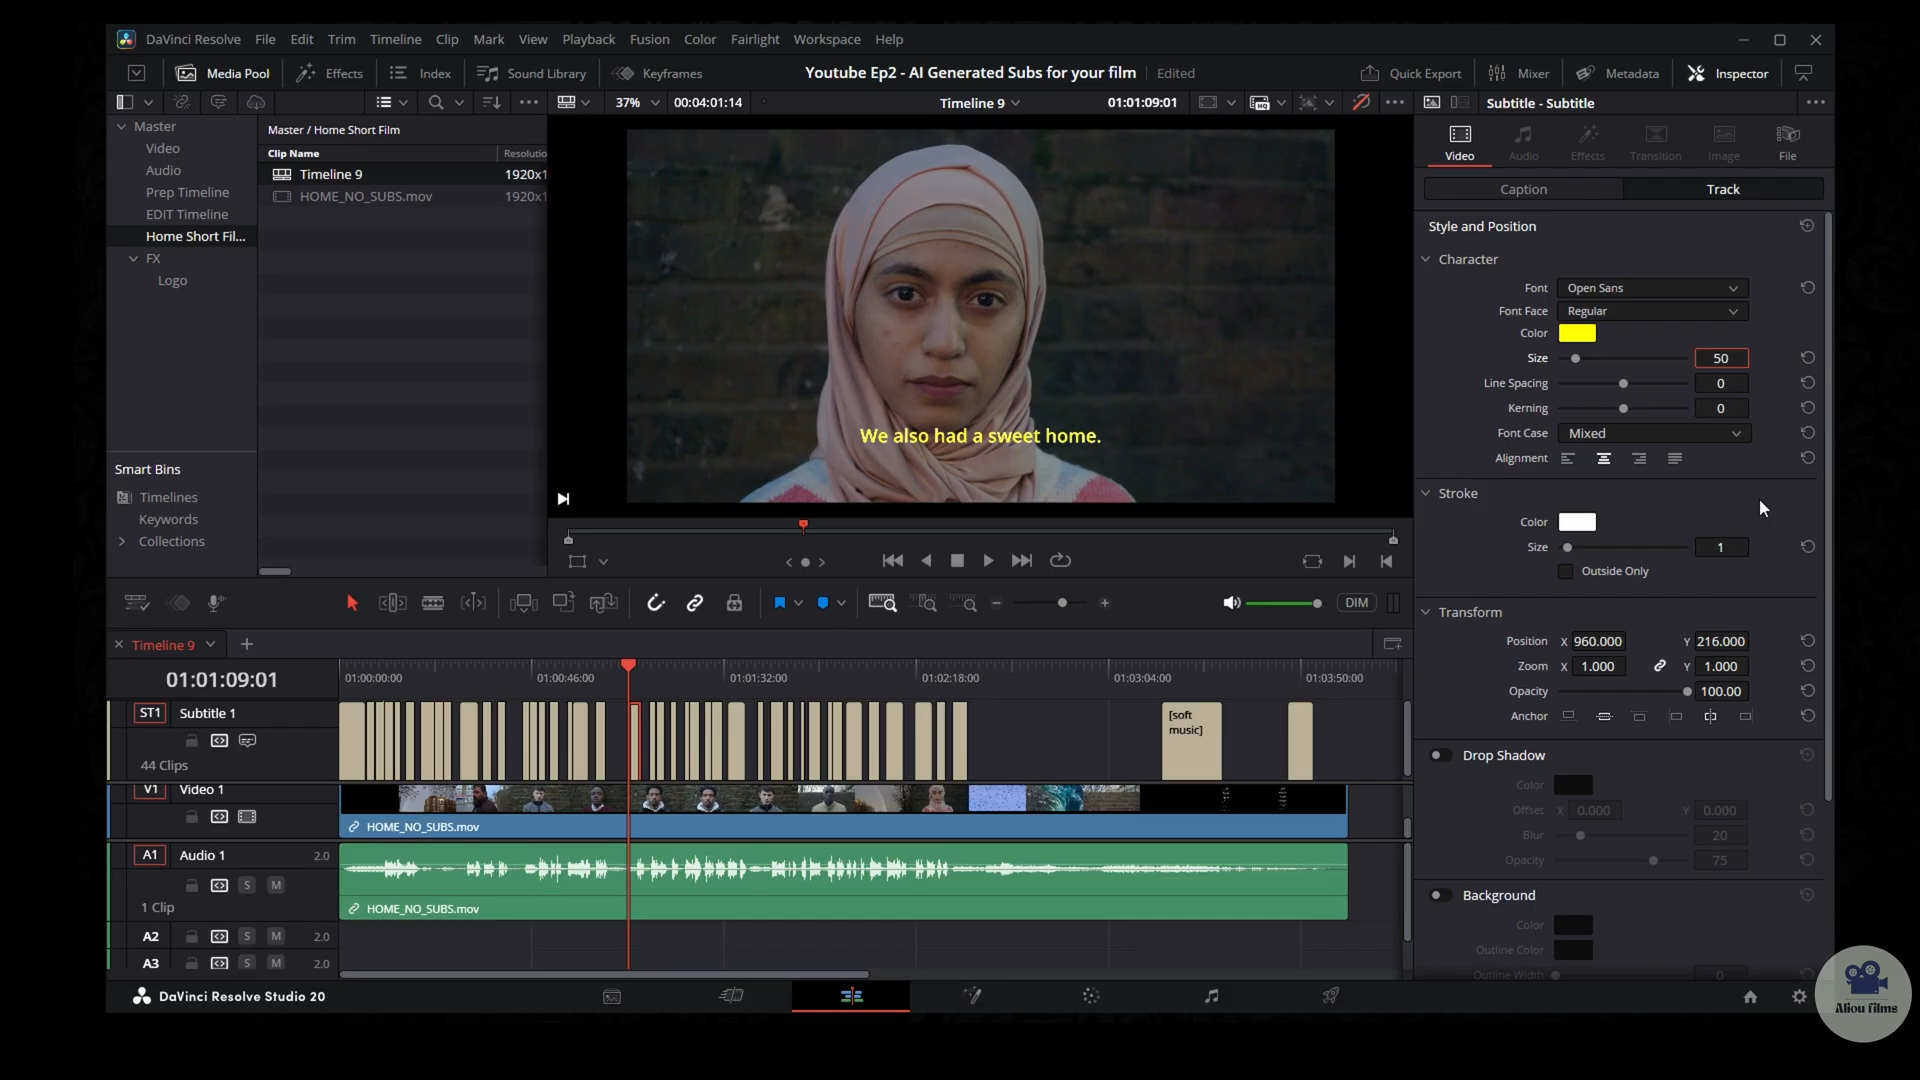 DaVinci Resolve File Edit Trim Timeline Clip Mark View Playback Fusion Color Fairlight Workspace Help
Media Pool Effects Index Sound Library Keyframes Youtube Ep2 - AI Generated Subs for your film Edited Quick Export Mixer Metadata Inspector
37% 00:04:01:14 Timeline 9 01:01:09:01 Subtitle - Subtitle
Master
Video
Audio
Prep Timeline
EDIT Timeline
Home Short Fil...
FX
Logo
Master / Home Short Film
Clip Name Resolutio
Timeline 9 1920x1
HOME_NO_SUBS.mov 1920x1
Smart Bins
Timelines
Keywords
Collections
We also had a sweet home.
Video Audio Effects Transition Image File
Caption Track
Style and Position
Character
Font Open Sans
Font Face Regular
Color
Size 50
Line Spacing 0
Kerning 0
Font Case Mixed
Alignment
Stroke
Color
Size 1
Outside Only
Transform
Position X 960.000 Y 216.000
Zoom X 1.000 Y 1.000
Opacity 100.00
Anchor
Drop Shadow
Color
Offset X 0.000 Y 0.000
Blur 20
Opacity 75
Background
Color
Outline Color
Outline Width 0
DIM
Timeline 9
01:01:09:01 01:00:00:00 01:00:46:00 01:01:32:00 01:02:18:00 01:03:04:00 01:03:50:00
ST1 Subtitle 1
44 Clips
[soft
music]
V1 Video 1
HOME_NO_SUBS.mov
A1 Audio 1 2.0
S M
1 Clip
HOME_NO_SUBS.mov
A2 S M 2.0
A3 S M 2.0
DaVinci Resolve Studio 20
Aliou films